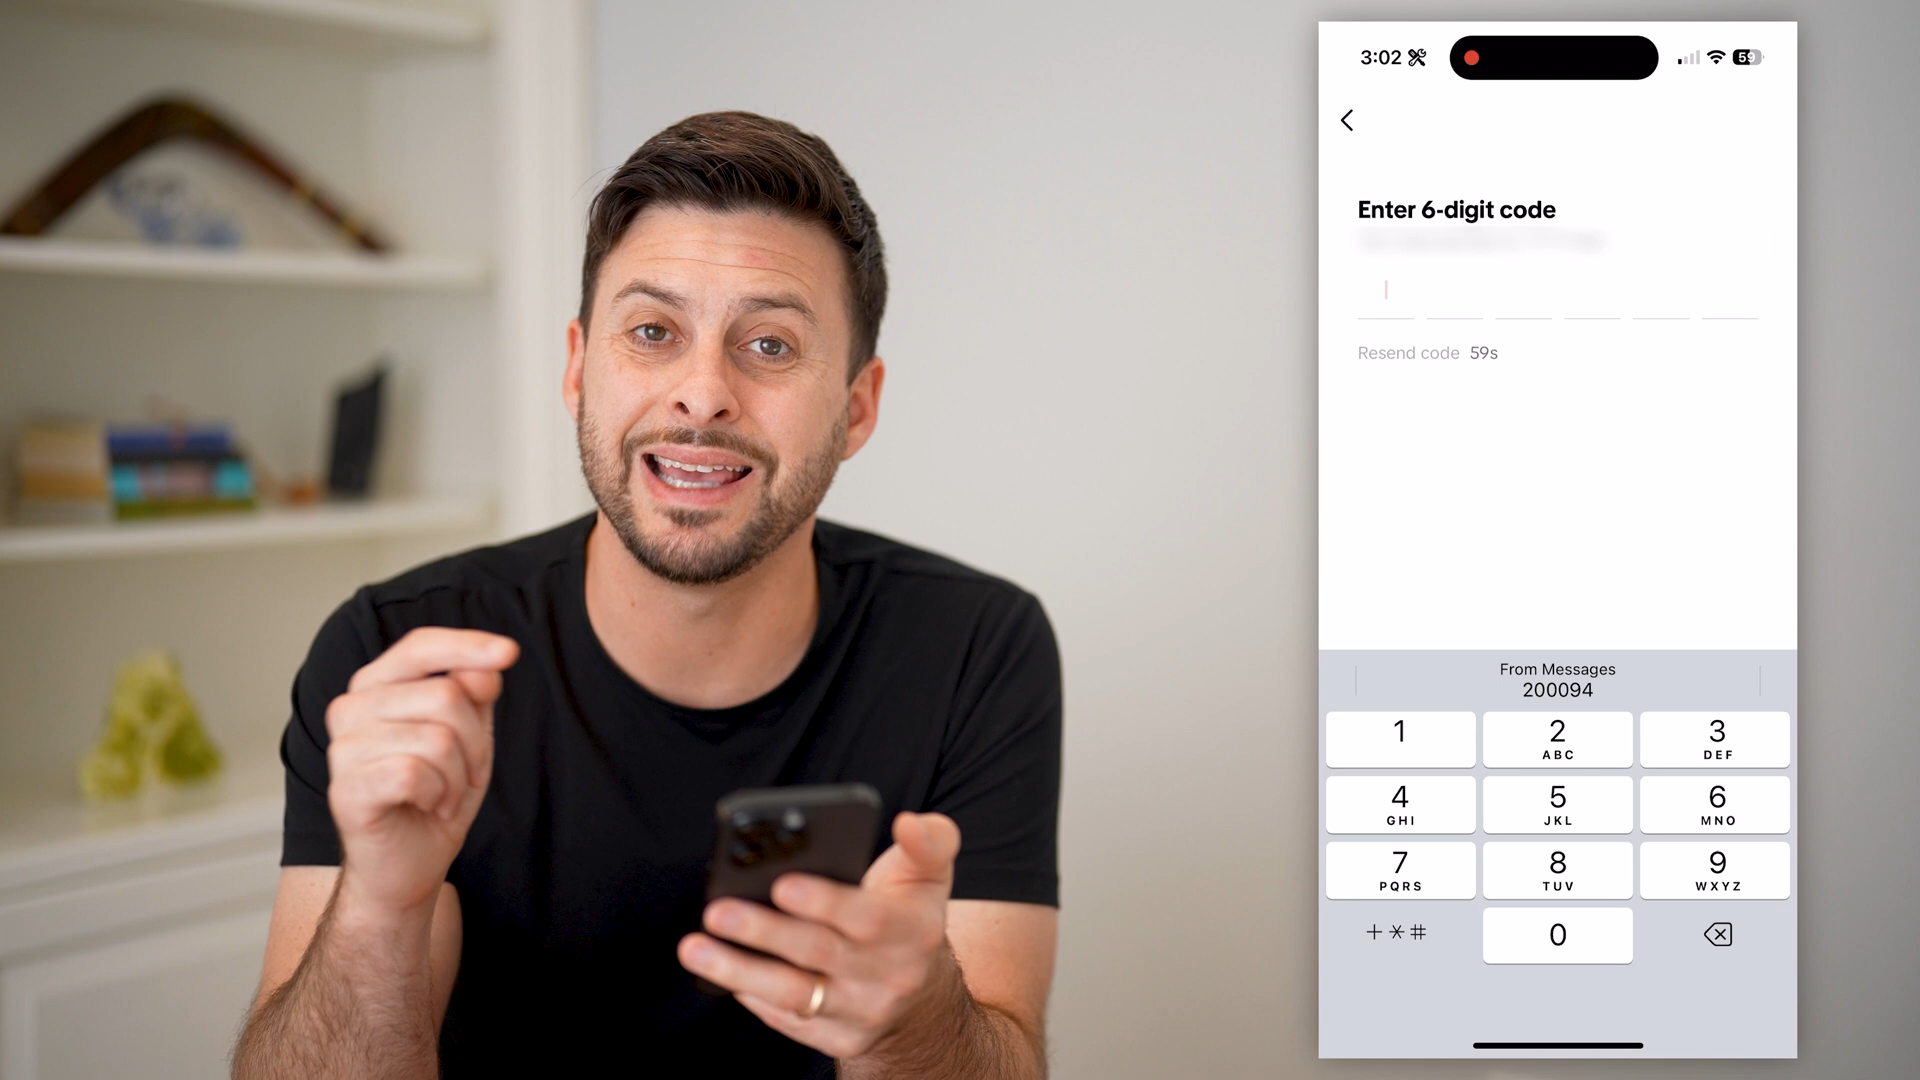 3:02
59
Enter 6-digit code
Resend code 59s
From Messages
200094
1
2
ABC
3
DEF
4
GHI
5
JKL
6
MNO
7
PQRS
8
TUV
9
WXYZ
+*#
0